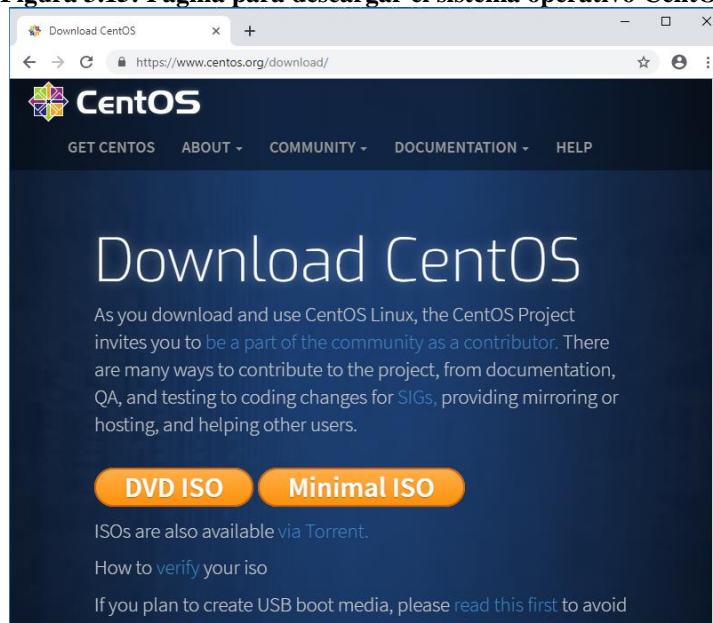 Figura 3.15. Página para descargar el sistema operativo CentO
Download CentOS
https://www.centos.org/download/
CentOS
GET CENTOS ABOUT COMMUNITY DOCUMENTATION HELP
Download CentOS
As you download and use CentOS Linux, the CentOS Project
invites you to be a part of the community as a contributor. There
are many ways to contribute to the project, from documentation,
QA, and testing to coding changes for SIGs, providing mirroring or
hosting, and helping other users.
DVD ISO Minimal ISO
ISOs are also available via Torrent.
How to verify your iso
If you plan to create USB boot media, please read this first to avoid